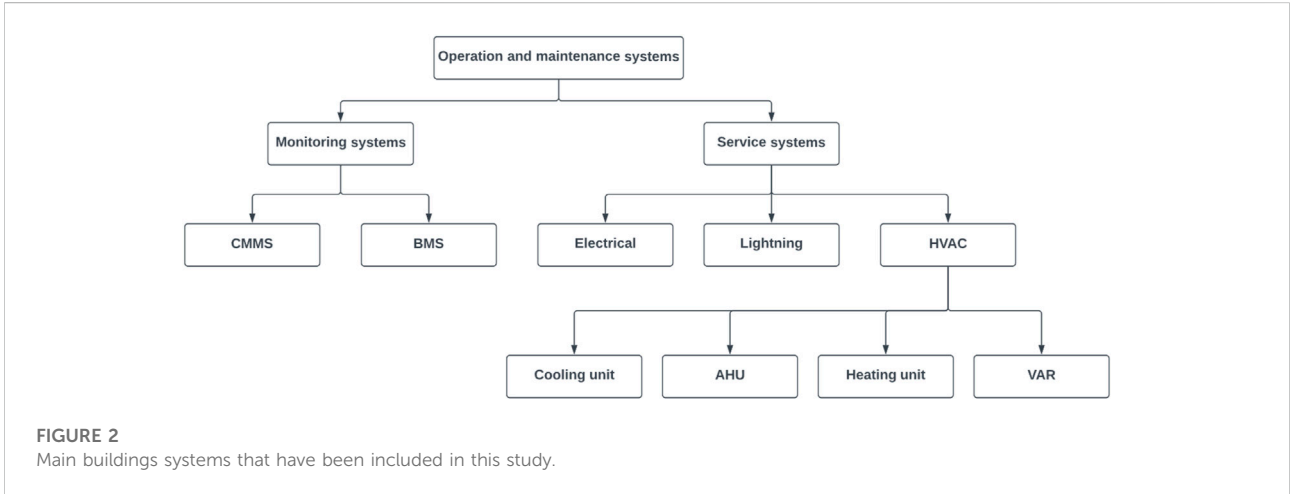 Operation and maintenance systems
Monitoring systems
Service systems
CMMS
BMS
Electrical
Lightning
HVAC
Cooling unit
AHU
Heating unit
VAR
FIGURE 2
Main buildings systems that have been included in this study.